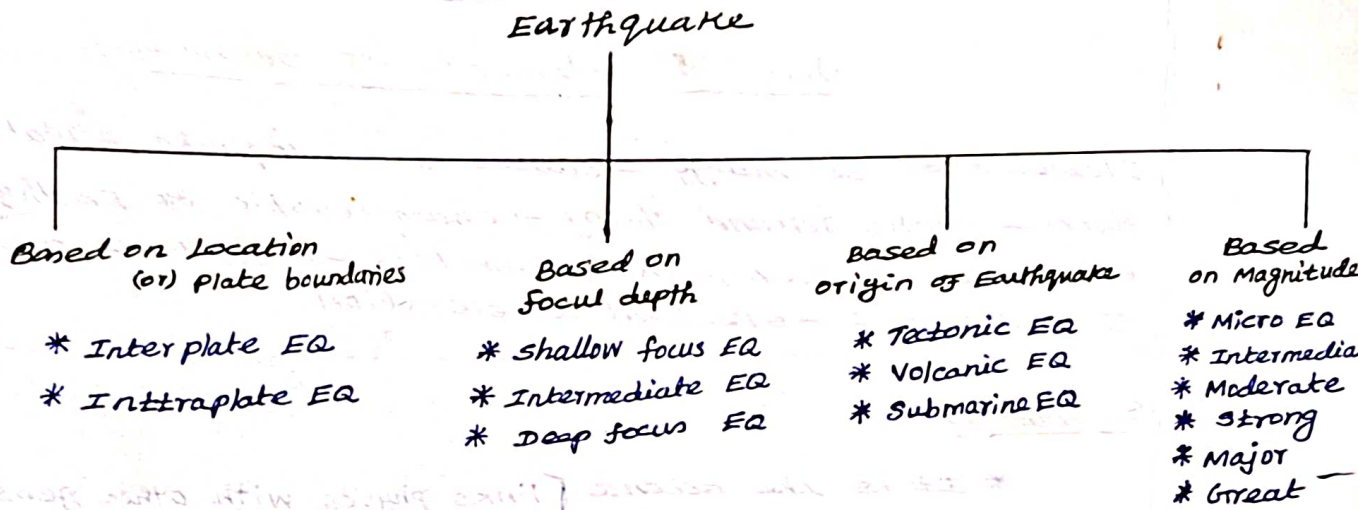 Earthquake
Based on Location
(or) plate boundaries
* Interplate EQ
* Inttraplate EQ
Based on
focul depth
* Shallow focus EQ
* Intermediate EQ
* Deap focus EQ
Based on
origin of Earthquake
* Tectonic EQ
* Volcanic EQ
* Submarine EQ
Based
on Magnitude
* Micro EQ
* Intermedia
* Moderate
* Strong
* Major
* Great